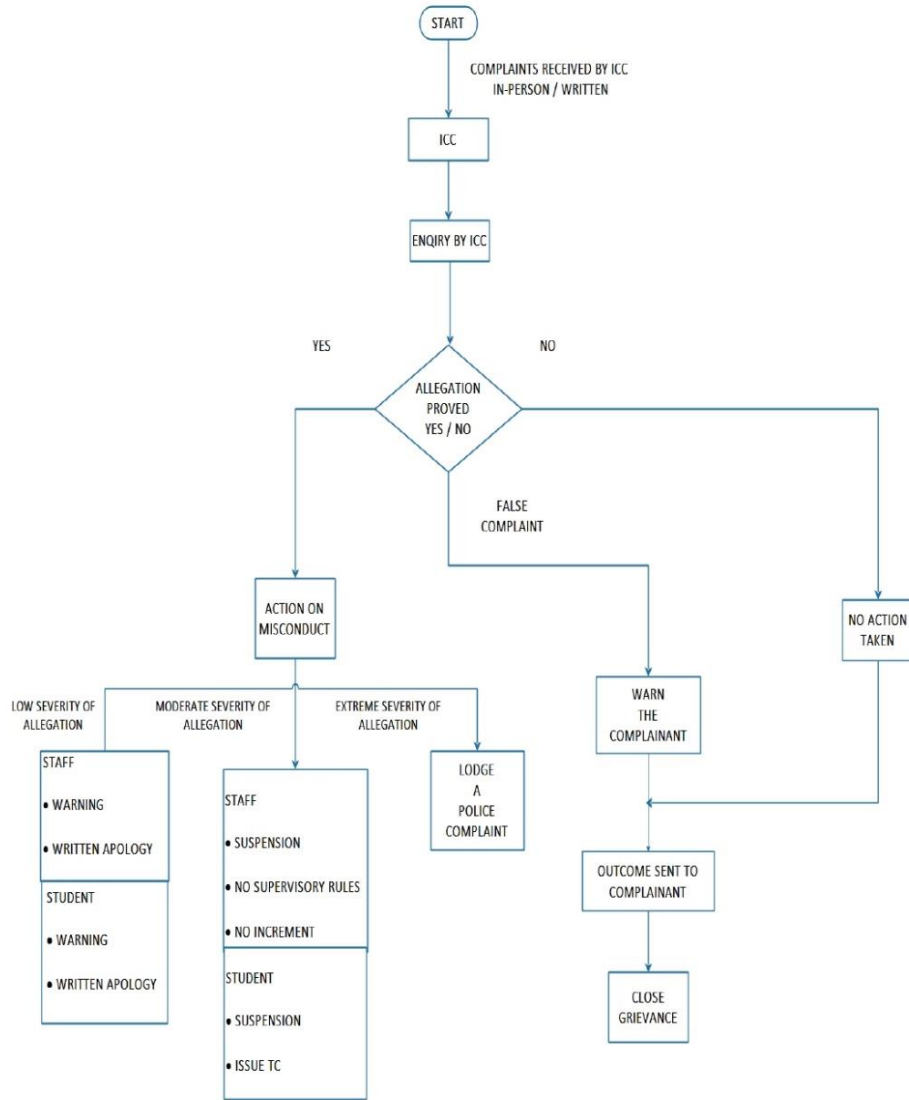 START
COMPLAINTS RECEIVED BY ICC
IN-PERSON / WRITTEN
ICC
ENQIRY BY ICC
YES
NO
ALLEGATION
PROVED
YES / NO
FALSE
COMPLAINT
ACTION ON
MISCONDUCT
NO ACTION
TAKEN
LOW SEVERITY OF
ALLEGATION
MODERATE SEVERITY OF
ALLEGATION
EXTREME SEVERITY OF
ALLEGATION
WARN
THE
COMPLAINANT
STAFF
• WARNING
• WRITTEN APOLOGY
STUDENT
• WARNING
• WRITTEN APOLOGY
STAFF
• SUSPENSION
• NO SUPERVISORY RULES
• NO INCREMENT
STUDENT
• SUSPENSION
• ISSUE TC
LODGE
A
POLICE
COMPLAINT
OUTCOME SENT TO
COMPLAINANT
CLOSE
GRIEVANCE